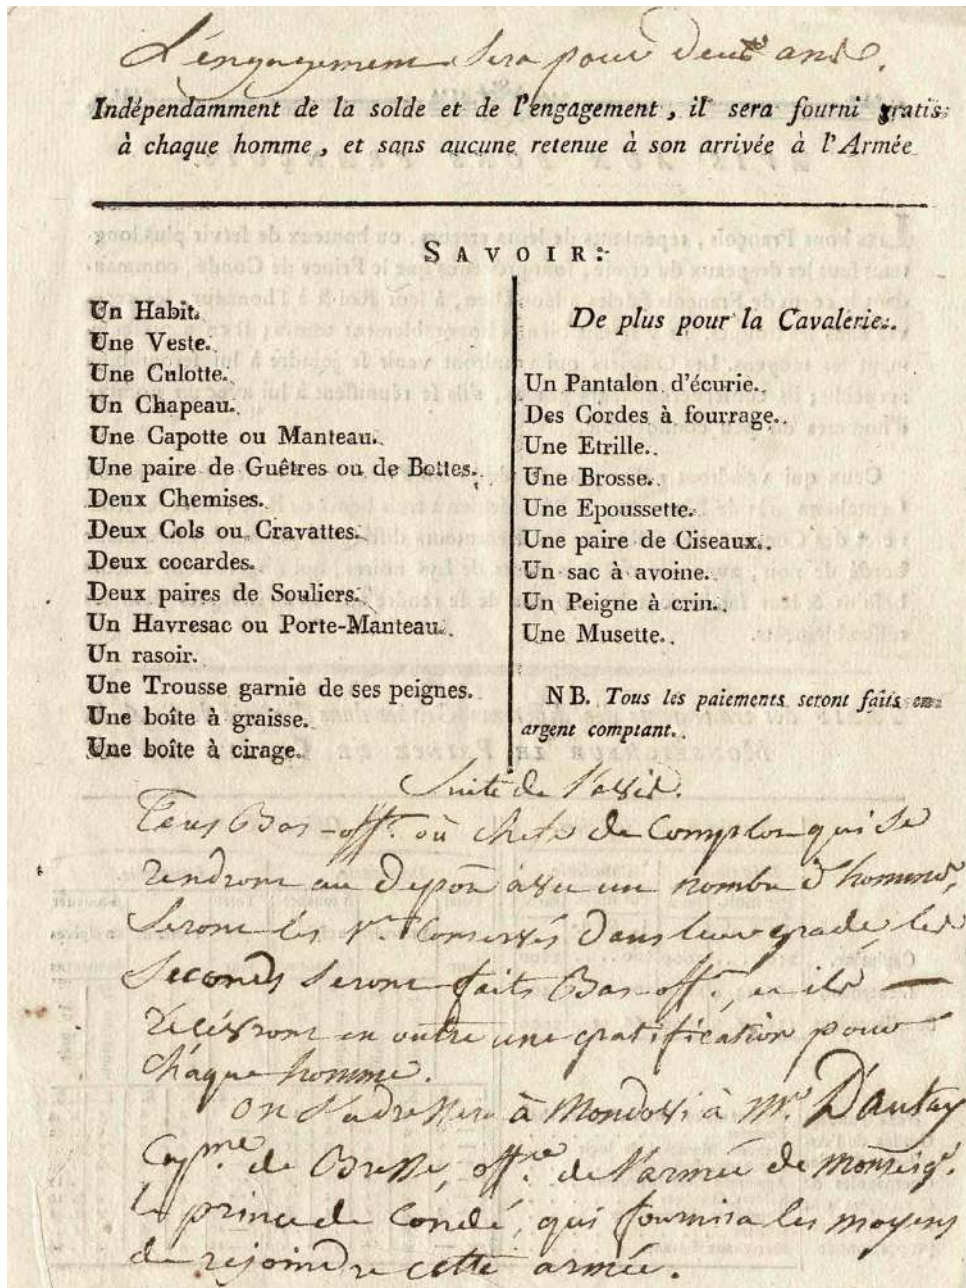 L'engagement sera pour deux ans.
Indépendamment de la solde et de l'engagement, il sera fourni gratis
à chaque homme, et sans aucune retenue à son arrivée à l'Armée
SAVOIR:
Un Habit.
Une Veste.
Une Culotte.
Un Chapeau.
Une Capotte ou Manteau.
Une paire de Guêtres ou de Bottes.
Deux Chemises.
Deux Cols ou Cravattes.
Deux cocardes.
Deux paires de Souliers.
Un Havresac ou Porte-Manteau.
Un rasoir.
Une Trousse garnie de ses peignes.
Une boîte à graisse.
Une boîte à cirage.
De plus pour la Cavalerie.
Un Pantalon d'écurie.
Des Cordes à fourrage.
Une Etrille.
Une Brosse.
Une Epoussette.
Une paire de Ciseaux.
Un sac à avoine.
Un Peigne à crin.
Une Musette.
NB. Tous les paiements seront faits en
argent comptant.
Suite de l'avis.
Tous Bas-offrs. où chefs de Complot qui se
rendront au Depôt avec un nombre d'hommes,
seront les 1ers Conservés dans leur grade, les
Seconds seront faits Bas-offrs, et ils
recevront en outre une gratification pour
chaque homme.
On s'adressera à Mondovi à Mr. D'autay
Capne. de Bresse, offier. de l'armée de Monseigr.
le prince de Condé, qui fournira les moyens
de rejoindre cette armée.